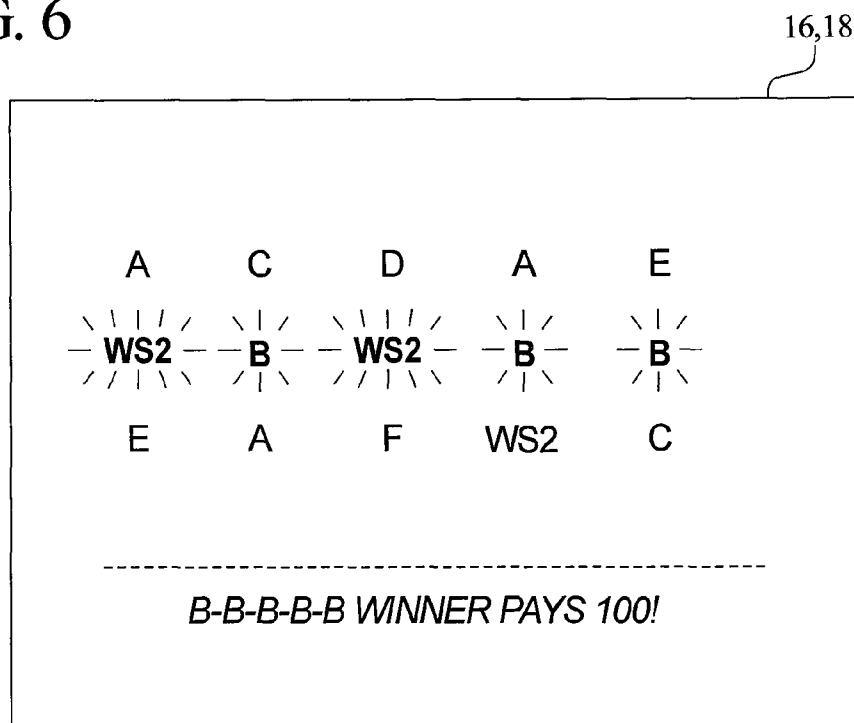 G. 6
16,18
A C D A E
WS2 B WS2 B B
E A F WS2 C
B-B-B-B-B WINNER PAYS 100!